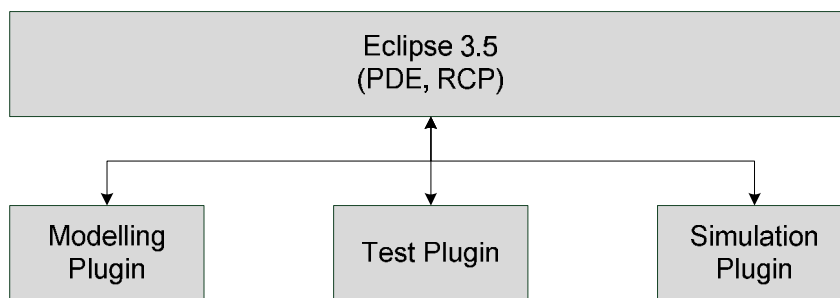 Eclipse 3.5
(PDE, RCP)
Modelling
Plugin
Test Plugin
Simulation
Plugin